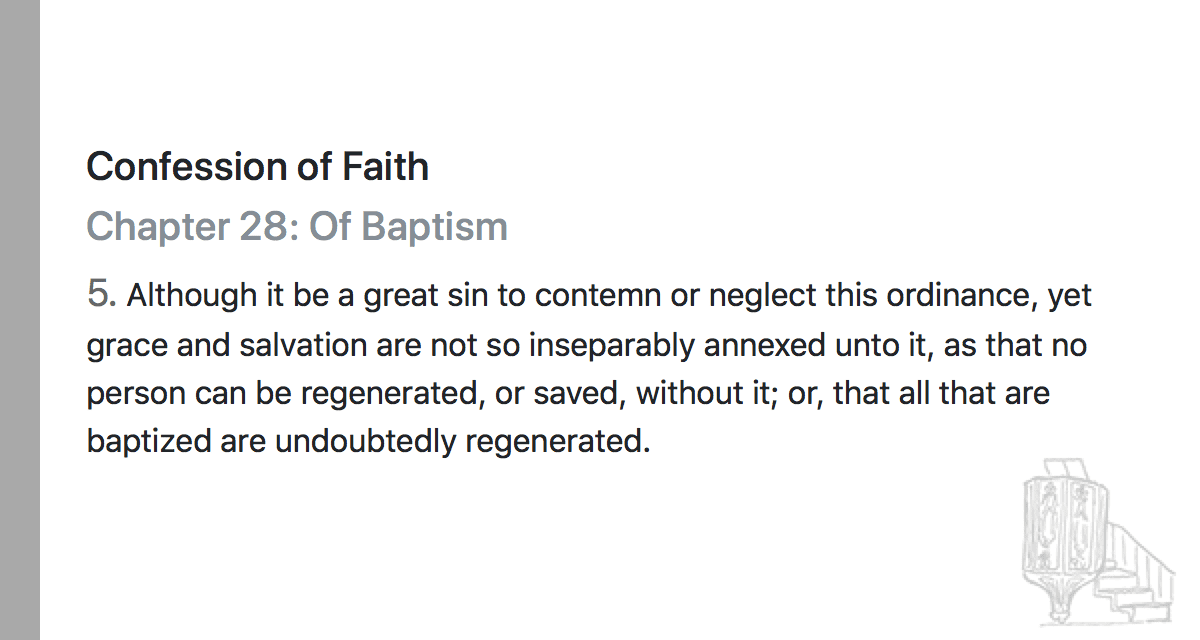 Confession of Faith
Chapter 28: Of Baptism
5. Although it be a great sin to contemn or neglect this ordinance, yet
grace and salvation are not so inseparably annexed unto it, as that no
person can be regenerated, or saved, without it; or, that all that are
baptized are undoubtedly regenerated.